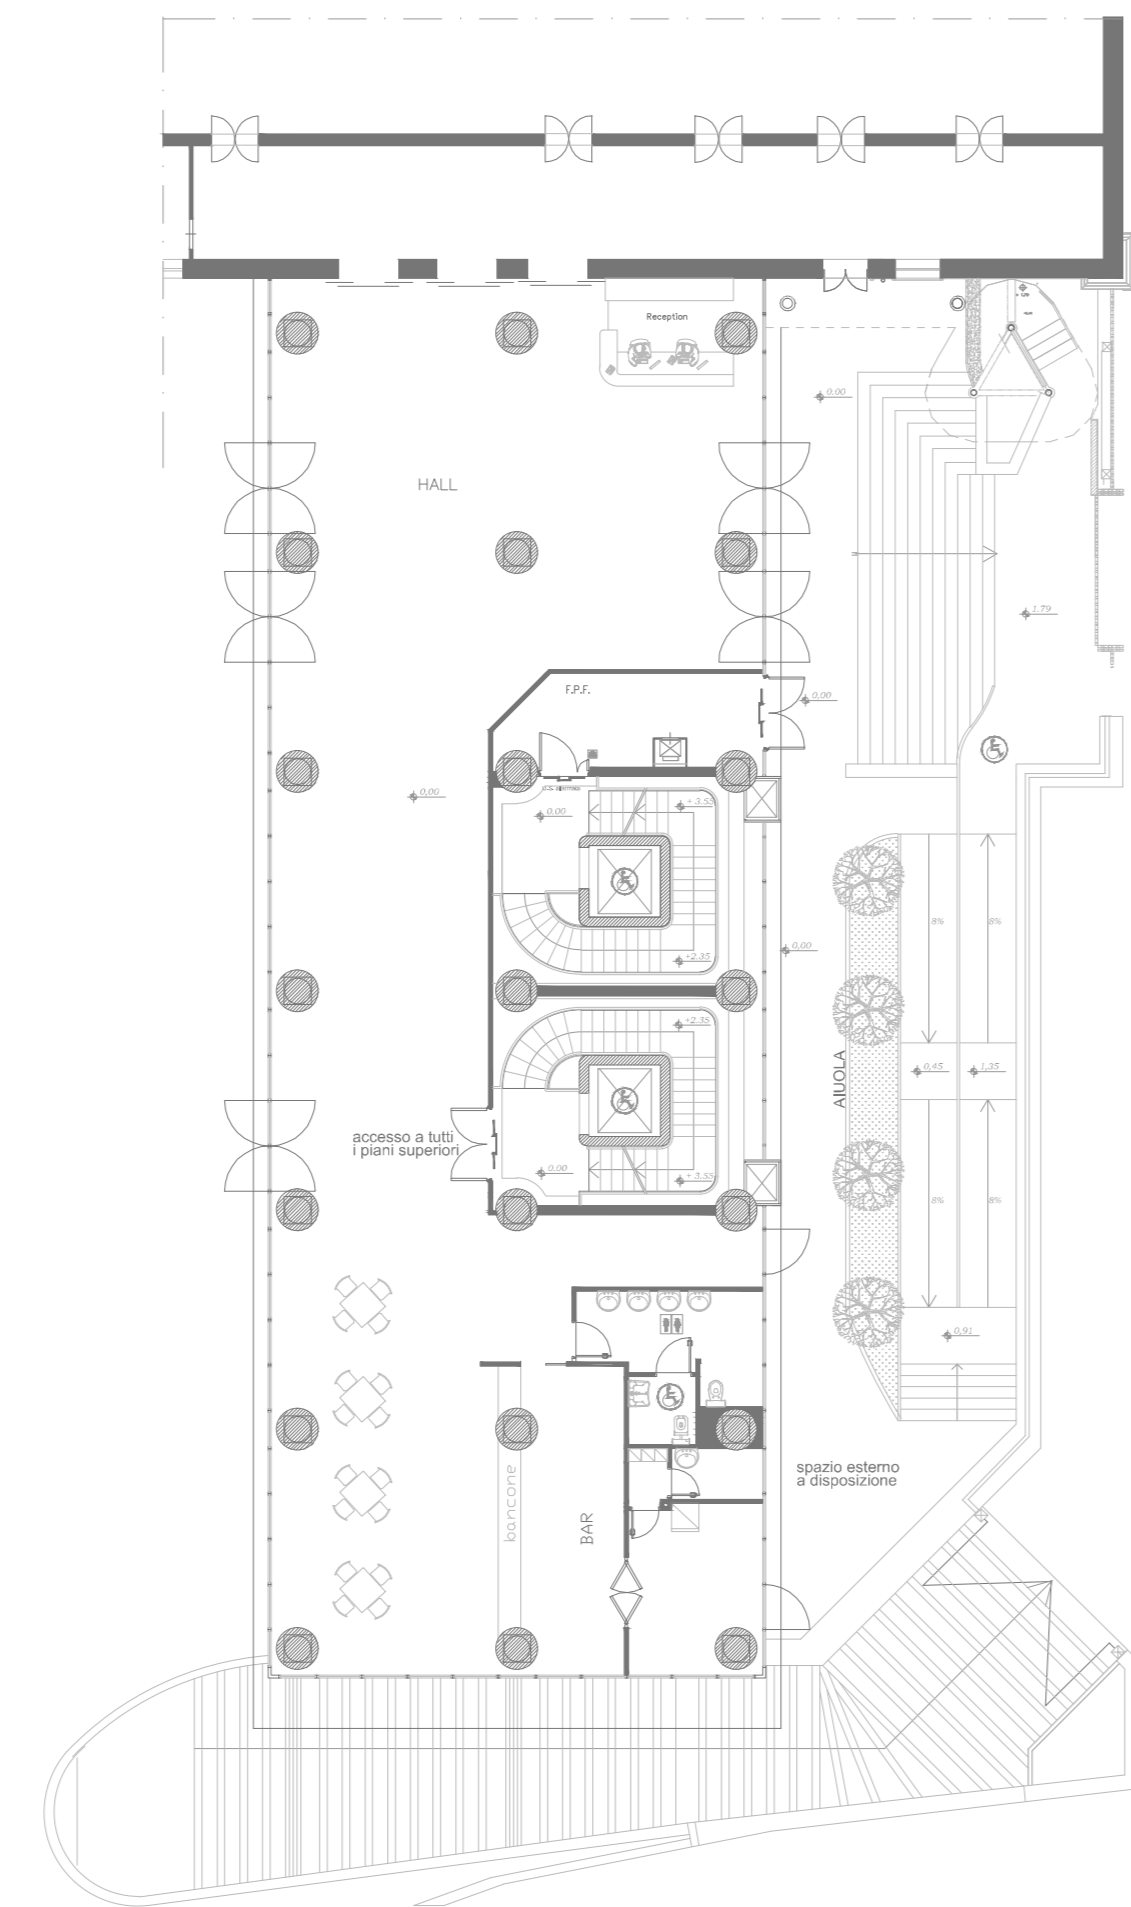 Reception
0.00
HALL
1.79
F.P.F.
0,00
0,00
+ 3.55
0.00
8%
8%
+2.35
0,00
+2.35
0,45
1,35
AIUOLA
accesso a tutti
i piani superiori
0.00
+ 3.55
8%
8%
0,91
spazio esterno
a disposizione
bancone
BAR